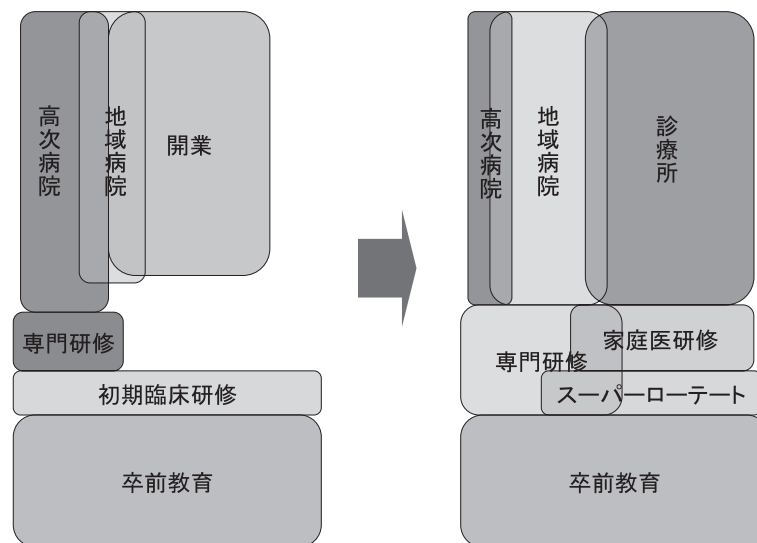 高次病院
地域病院
開業
専門研修
初期臨床研修
卒前教育
高次病院
地域病院
診療所
家庭医研修
専門研修
スーパーローテート
卒前教育